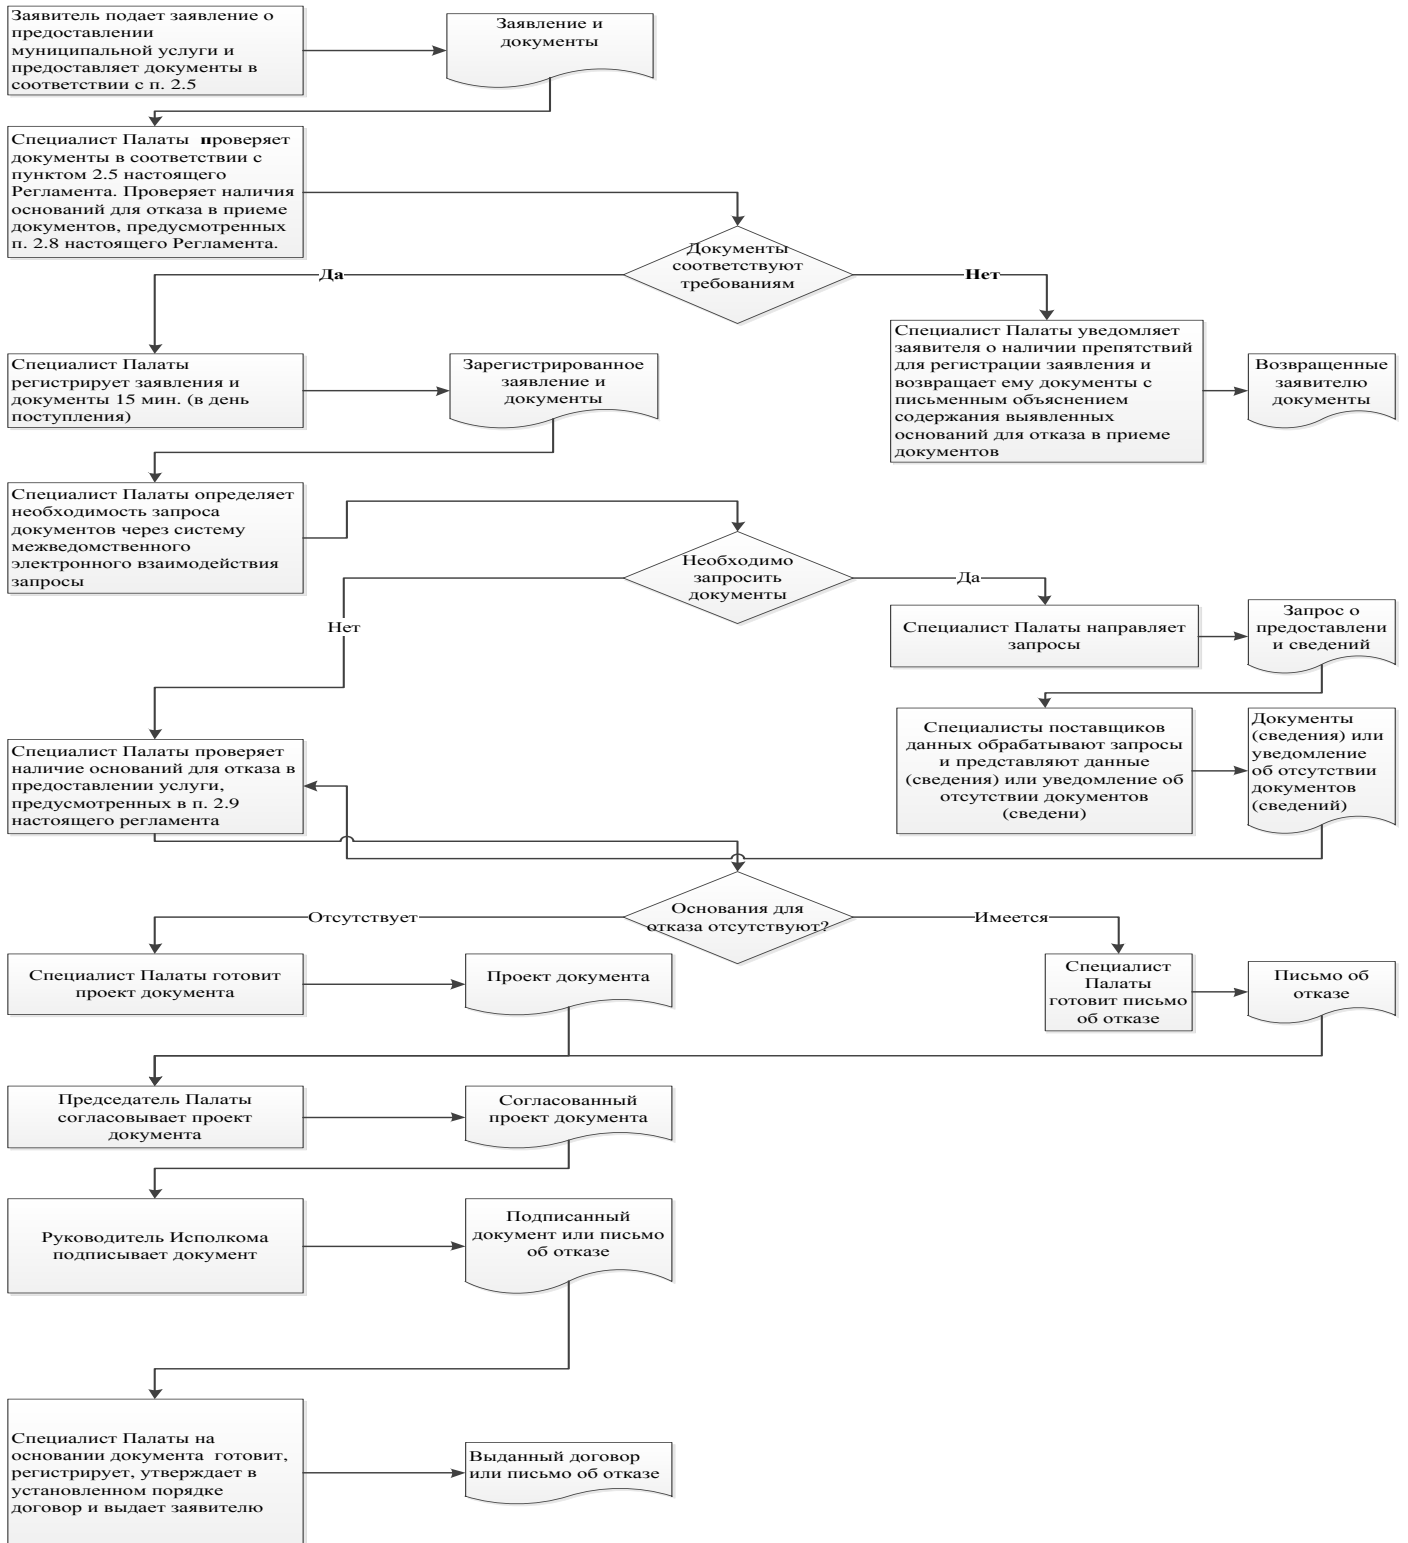 Заявитель подает заявление о
предоставлении
муниципальной услуги и
предоставляет документы в
соответствии с п. 2.5
Заявление и
документы
Специалист Палаты проверяет
документы в соответствии с
пунктом 2.5 настоящего
Регламента. Проверяет наличия
оснований для отказа в приеме
документов, предусмотренных
п. 2.8 настоящего Регламента.
Документы
соответствуют
требованиям
Да
Нет
Специалист Палаты
регистрирует заявления и
документы 15 мин. (в день
поступления)
Зарегистрированное
заявление и
документы
Специалист Палаты уведомляет
заявителя о наличии препятствий
для регистрации заявления и
возвращает ему документы с
письменным объяснением
содержания выявленных
оснований для отказа в приеме
документов
Возвращенные
заявителю
документы
Специалист Палаты определяет
необходимость запроса
документов через систему
межведомственного
электронного взаимодействия
запросы
Необходимо
запросить
документы
Да
Нет
Специалист Палаты направляет
запросы
Запрос о
предоставлени
и сведений
Специалисты поставщиков
данных обрабатывают запросы
и представляют данные
(сведения) или уведомление об
отсутствии документов
(сведени)
Документы
(сведения) или
уведомление
об отсутствии
документов
(сведений)
Специалист Палаты проверяет
наличие оснований для отказа в
предоставлении услуги,
предусмотренных в п. 2.9
настоящего регламента
Основания для
отказа отсутствуют?
Отсутствует
Имеется
Специалист Палаты готовит
проект документа
Проект документа
Специалист
Палаты
готовит письмо
об отказе
Письмо об
отказе
Председатель Палаты
согласовывает проект
документа
Согласованный
проект документа
Руководитель Исполкома
подписывает документ
Подписанный
документ или письмо
об отказе
Специалист Палаты на
основании документа готовит,
регистрирует, утверждает в
установленном порядке
договор и выдает заявителю
Выданный договор
или письмо об отказе